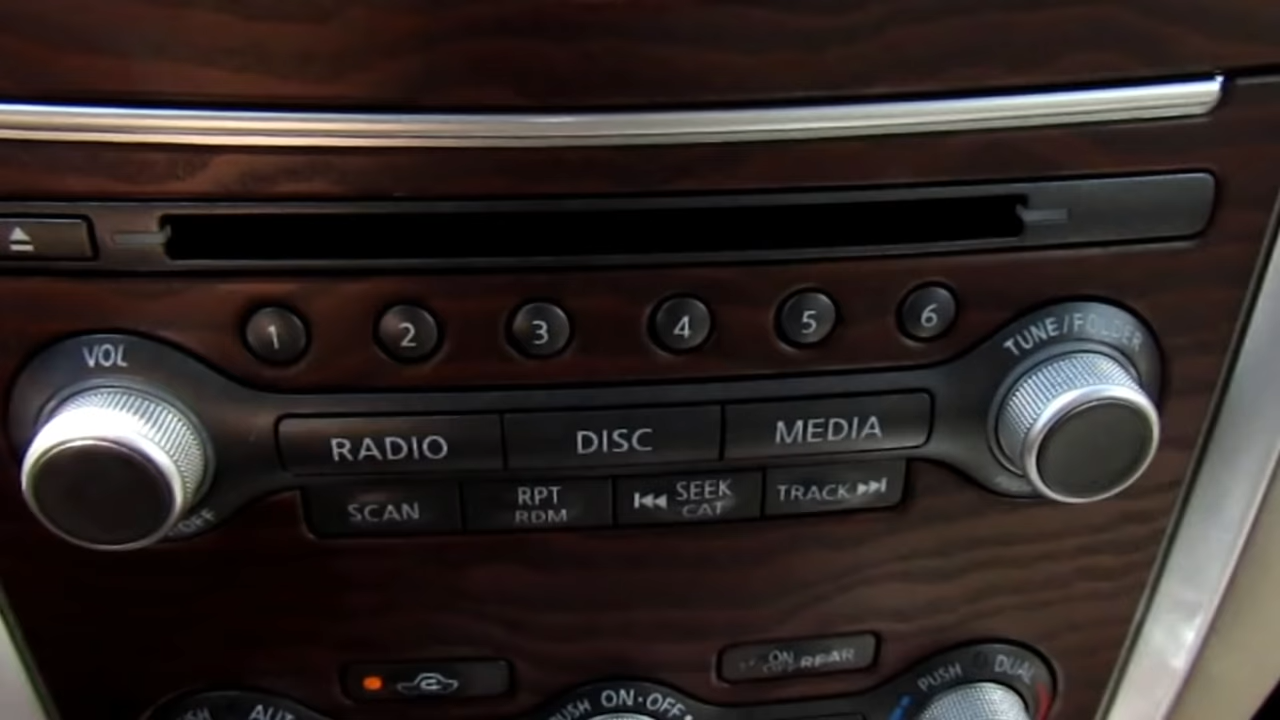 1 2 3 4 5 6
VOL
TUNE/FOLDER
RADIO DISC MEDIA
SCAN RPT SEEK TRACK
RDM CAT
OFF
ON
REAR
PUSH DUAL
ON·OFF